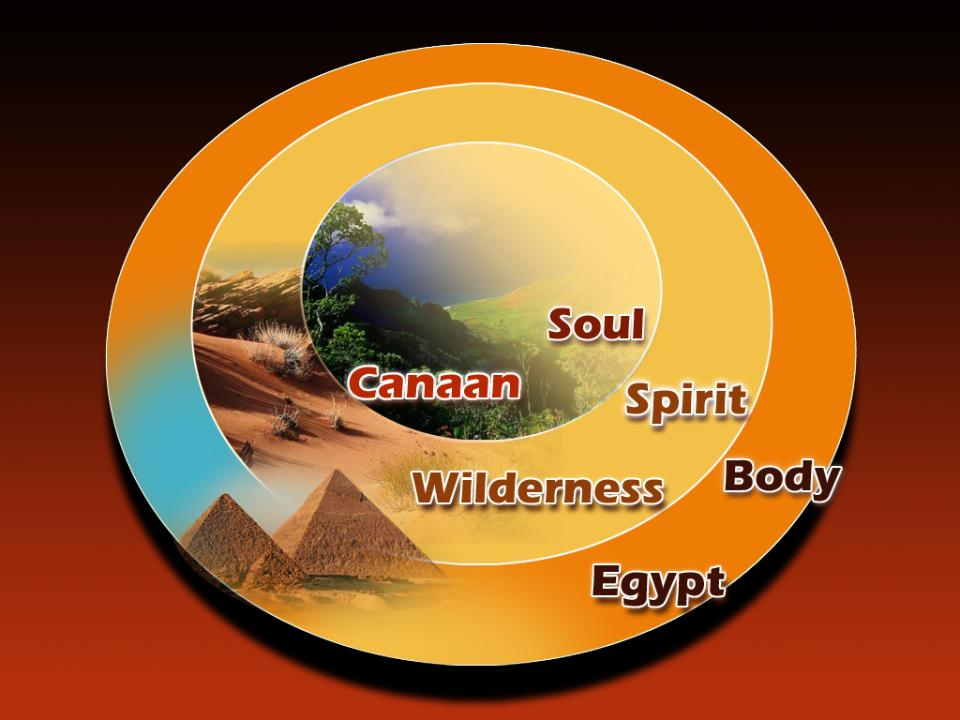 Soul
Canaan
Spirit
Body
Wilderness
Egypt